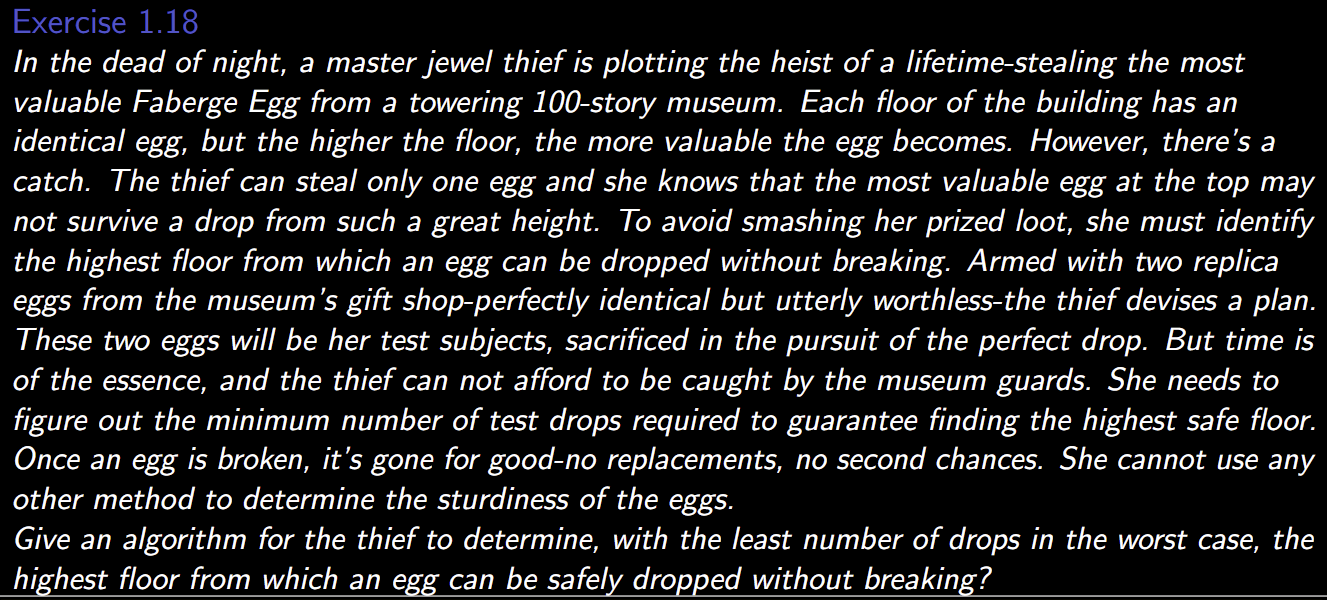 Exercise 1.18
In the dead of night, a master jewel thief is plotting the heist of a lifetime-stealing the most
valuable Faberge Egg from a towering 100-story museum. Each floor of the building has an
identical egg, but the higher the floor, the more valuable the egg becomes. However, there's a
catch. The thief can steal only one egg and she knows that the most valuable egg at the top may
not survive a drop from such a great height. To avoid smashing her prized loot, she must identify
the highest floor from which an egg can be dropped without breaking. Armed with two replica
eggs from the museum's gift shop-perfectly identical but utterly worthless-the thief devises a plan.
These two eggs will be her test subjects, sacrificed in the pursuit of the perfect drop. But time is
of the essence, and the thief can not afford to be caught by the museum guards. She needs to
figure out the minimum number of test drops required to guarantee finding the highest safe floor.
Once an egg is broken, it's gone for good-no replacements, no second chances. She cannot use any
other method to determine the sturdiness of the eggs.
Give an algorithm for the thief to determine, with the least number of drops in the worst case, the
highest floor from which an egg can be safely dropped without breaking?